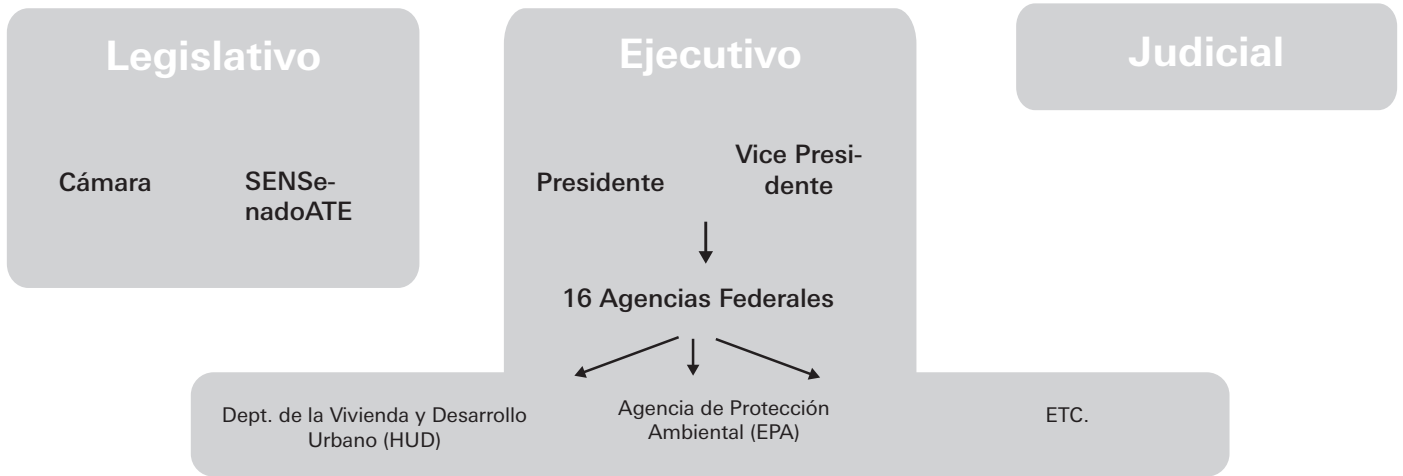 Legislativo
Cámara
SENSe-
nadoATE
Ejecutivo
Presidente
Vice Presi-
dente
16 Agencias Federales
Dept. de la Vivienda y Desarrollo
Urbano (HUD)
Agencia de Protección
Ambiental (EPA)
ETC.
Judicial